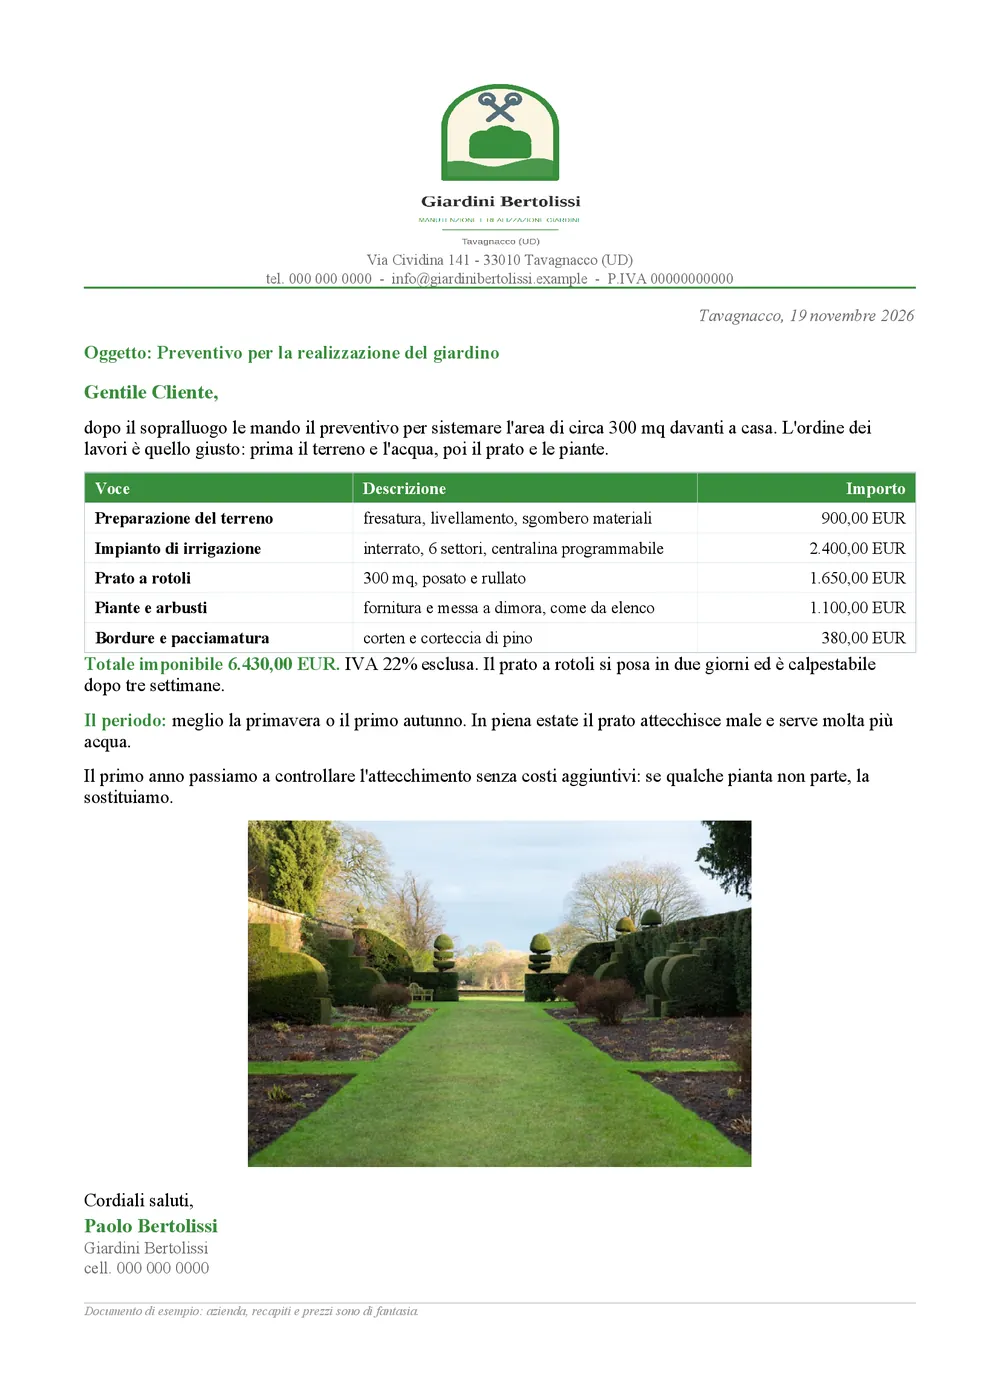 Giardini Bertolissi
MANUTENZIONE E REALIZZAZIONE GIARDINI
Tavagnacco (UD)
Via Cividina 141 - 33010 Tavagnacco (UD)
tel. 000 000 0000 - info@giardinibertolissi.example - P.IVA 00000000000
Tavagnacco, 19 novembre 2026
Oggetto: Preventivo per la realizzazione del giardino
Gentile Cliente,
dopo il sopralluogo le mando il preventivo per sistemare l'area di circa 300 mq davanti a casa. L'ordine dei
lavori è quello giusto: prima il terreno e l'acqua, poi il prato e le piante.
Voce Descrizione Importo
Preparazione del terreno fresatura, livellamento, sgombero materiali 900,00 EUR
Impianto di irrigazione interrato, 6 settori, centralina programmabile 2.400,00 EUR
Prato a rotoli 300 mq, posato e rullato 1.650,00 EUR
Piante e arbusti fornitura e messa a dimora, come da elenco 1.100,00 EUR
Bordure e pacciamatura corten e corteccia di pino 380,00 EUR
Totale imponibile 6.430,00 EUR. IVA 22% esclusa. Il prato a rotoli si posa in due giorni ed è calpestabile
dopo tre settimane.
Il periodo: meglio la primavera o il primo autunno. In piena estate il prato attecchisce male e serve molta più
acqua.
Il primo anno passiamo a controllare l'attecchimento senza costi aggiuntivi: se qualche pianta non parte, la
sostituiamo.
Cordiali saluti,
Paolo Bertolissi
Giardini Bertolissi
cell. 000 000 0000
Documento di esempio: azienda, recapiti e prezzi sono di fantasia.